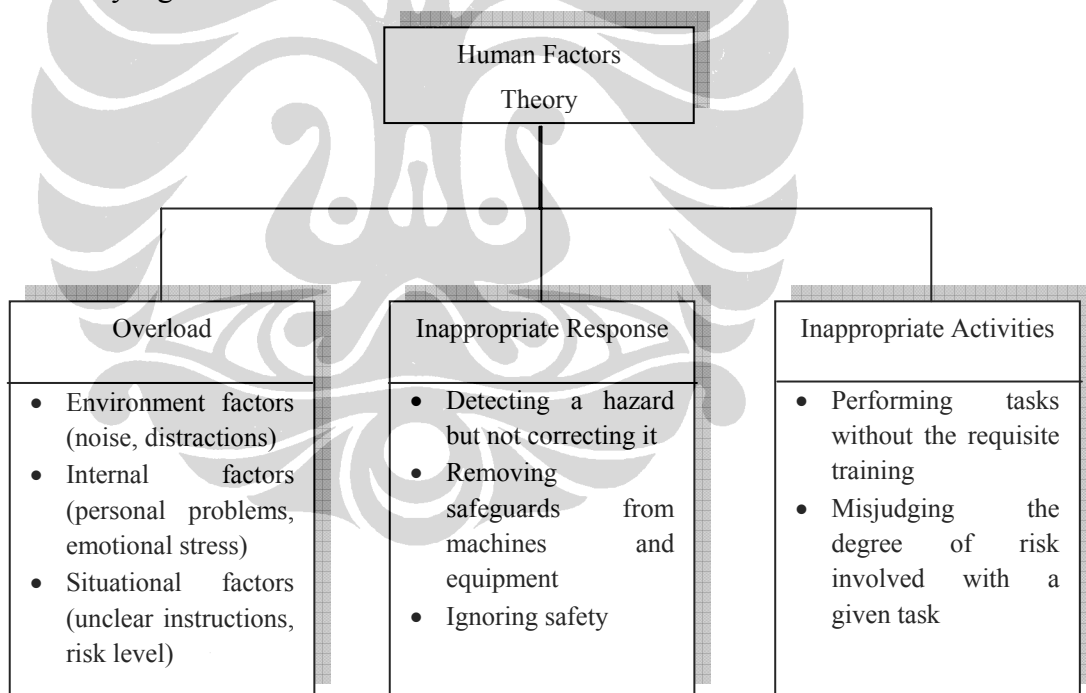 Human Factors
Theory
Overload
• Environment factors
(noise, distractions)
• Internal factors
(personal problems,
emotional stress)
• Situational factors
(unclear instructions,
risk level)
Inappropriate Response
• Detecting a hazard
but not correcting it
• Removing
safeguards from
machines and
equipment
• Ignoring safety
Inappropriate Activities
• Performing tasks
without the requisite
training
• Misjudging the
degree of risk
involved with a
given task